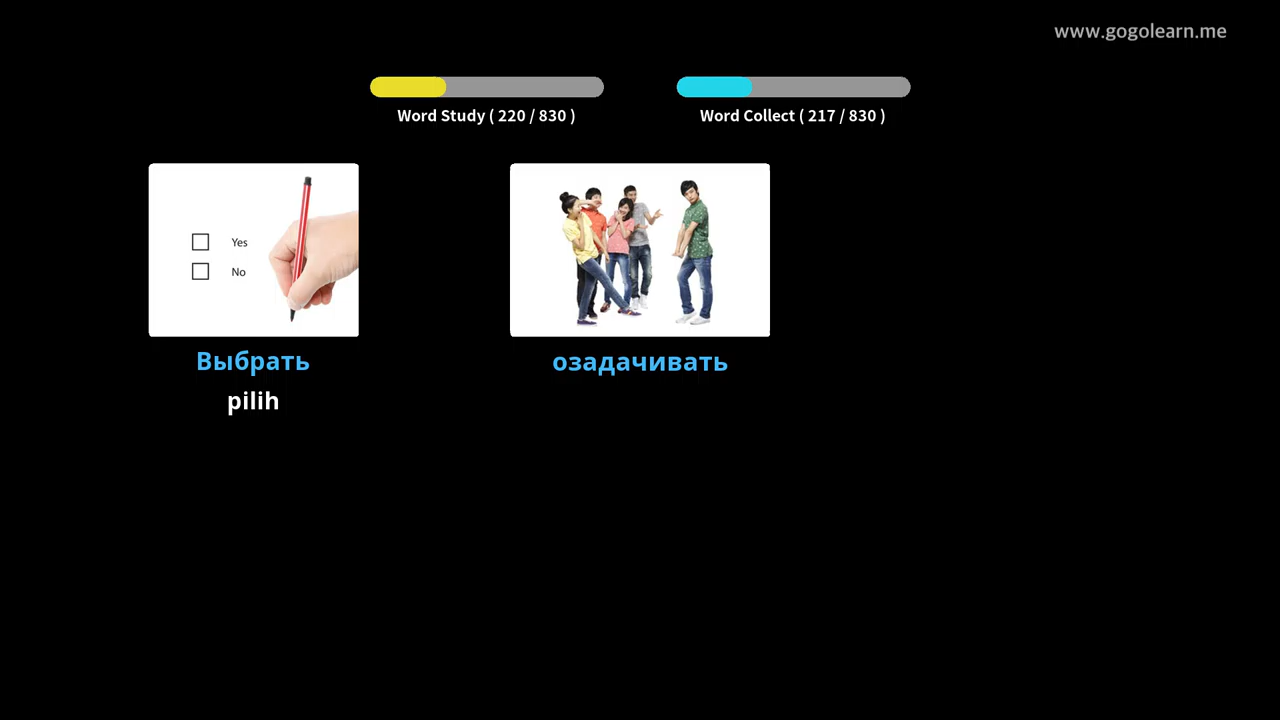 www.gogolearn.me
Word Study ( 220 / 830 )
Word Collect ( 217 / 830 )
Yes
No
Выбрать
озадачивать
pilih